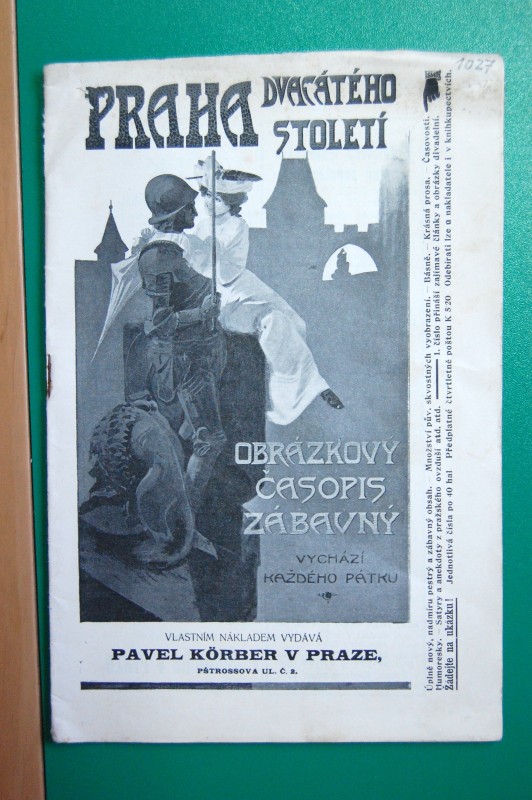 1027
PRAHA DVACÁTÉHO
STOLETÍ
OBRÁZKOVÝ
ČASOPIS
ZÁBAVNÝ
VYCHÁZÍ
KAŽDÉHO PÁTKU
VLASTNÍM NÁKLADEM VYDÁVÁ
PAVEL KÖRBER V PRAZE,
PŠTROSSOVA UL. Č. 2.
Úplně nový, nadmíru pestrý a zábavný obsah. – Množství pův. skvostných vyobrazení. – Básně. – Krásná prosa. – Časovosti.
Humoresky. – Satyry a anekdoty z pražského ovzduší atd. atd. —— 1. číslo přináší zajímavé články a obrázky divadelní.
Žádejte na ukázku! Jednotlivá čísla po 40 hal Předplatné čtvrtletně poštou K 5·20 Odebírati lze u nakladatele i v knihkupectvích.